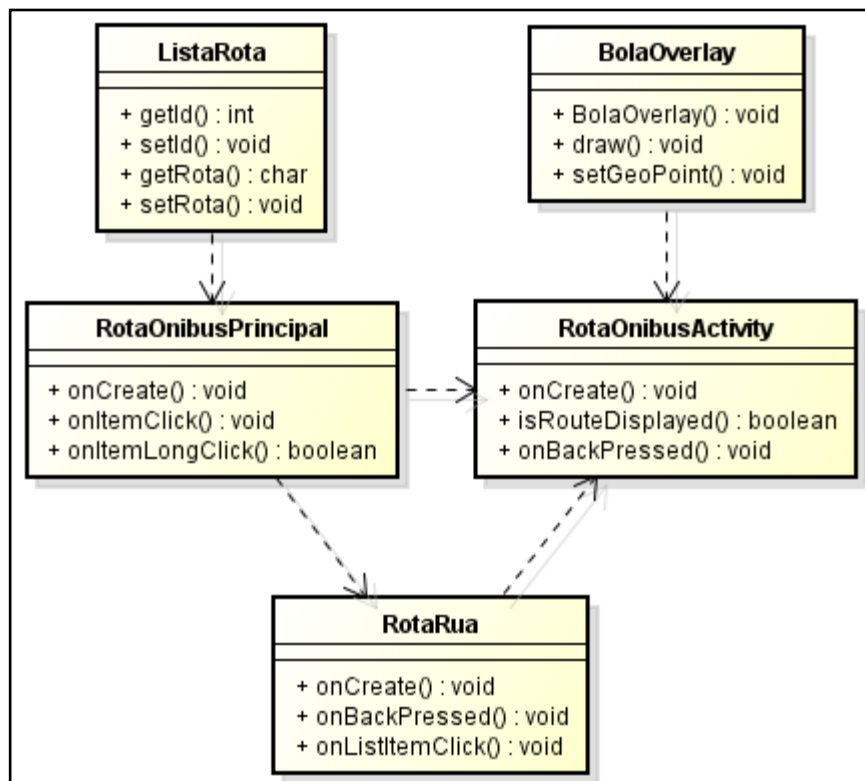 ListaRota
+ getId() : int
+ setId() : void
+ getRota() : char
+ setRota() : void
BolaOverlay
+ BolaOverlay() : void
+ draw() : void
+ setGeoPoint() : void
RotaOnibusPrincipal
+ onCreate() : void
+ onItemClick() : void
+ onItemLongClick() : boolean
RotaOnibusActivity
+ onCreate() : void
+ isRouteDisplayed() : boolean
+ onBackPressed() : void
RotaRua
+ onCreate() : void
+ onBackPressed() : void
+ onListItemClick() : void